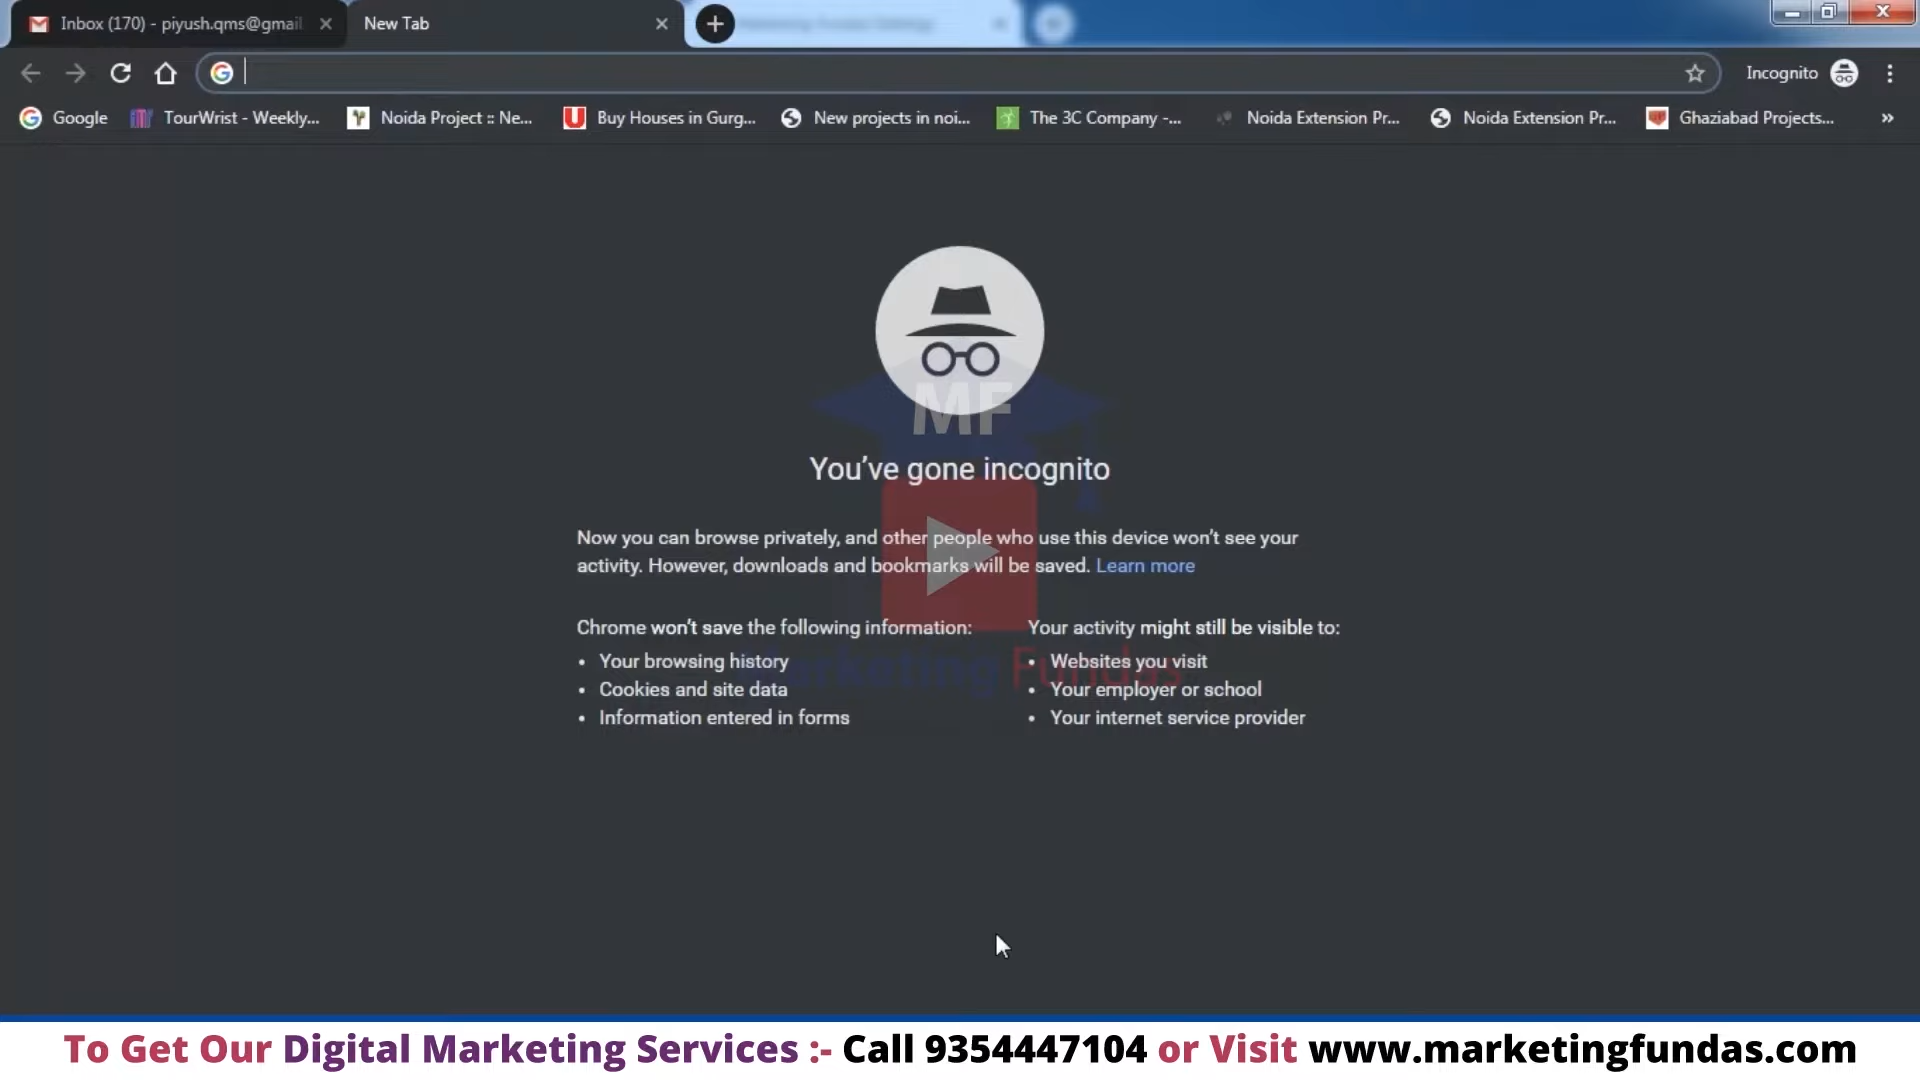 Inbox (170) - piyush.qms@gmail
New Tab
Incognito
Google
TourWrist - Weekly...
Noida Project :: Ne...
Buy Houses in Gurg...
New projects in noi...
The 3C Company -...
Noida Extension Pr...
Noida Extension Pr...
Ghaziabad Projects...
»
MF
You've gone incognito
Now you can browse privately, and other people who use this device won't see your
activity. However, downloads and bookmarks will be saved. Learn more
Chrome won't save the following information:
• Your browsing history
• Cookies and site data
• Information entered in forms
Your activity might still be visible to:
• Websites you visit
• Your employer or school
• Your internet service provider
Marketing Fundas
To Get Our Digital Marketing Services :- Call 9354447104 or Visit www.marketingfundas.com